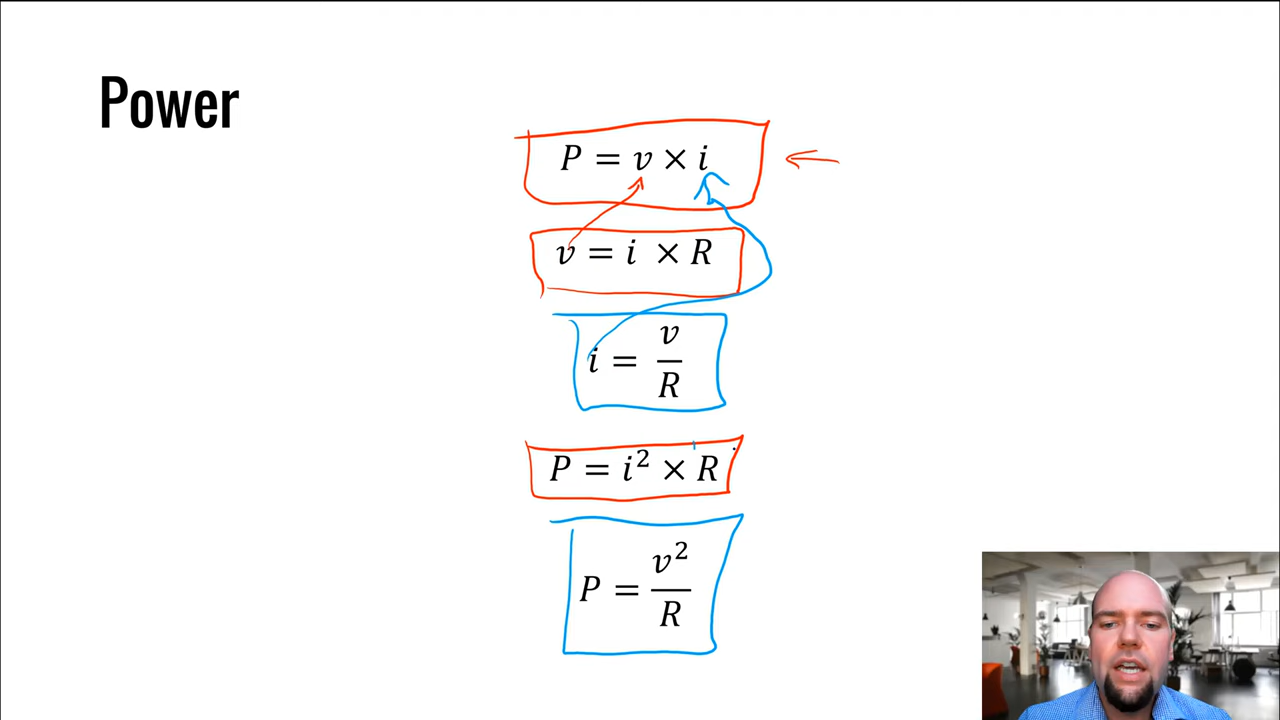 Power
P = v × i
v = i × R
i = v/R
P = i² × R
P = v²/R